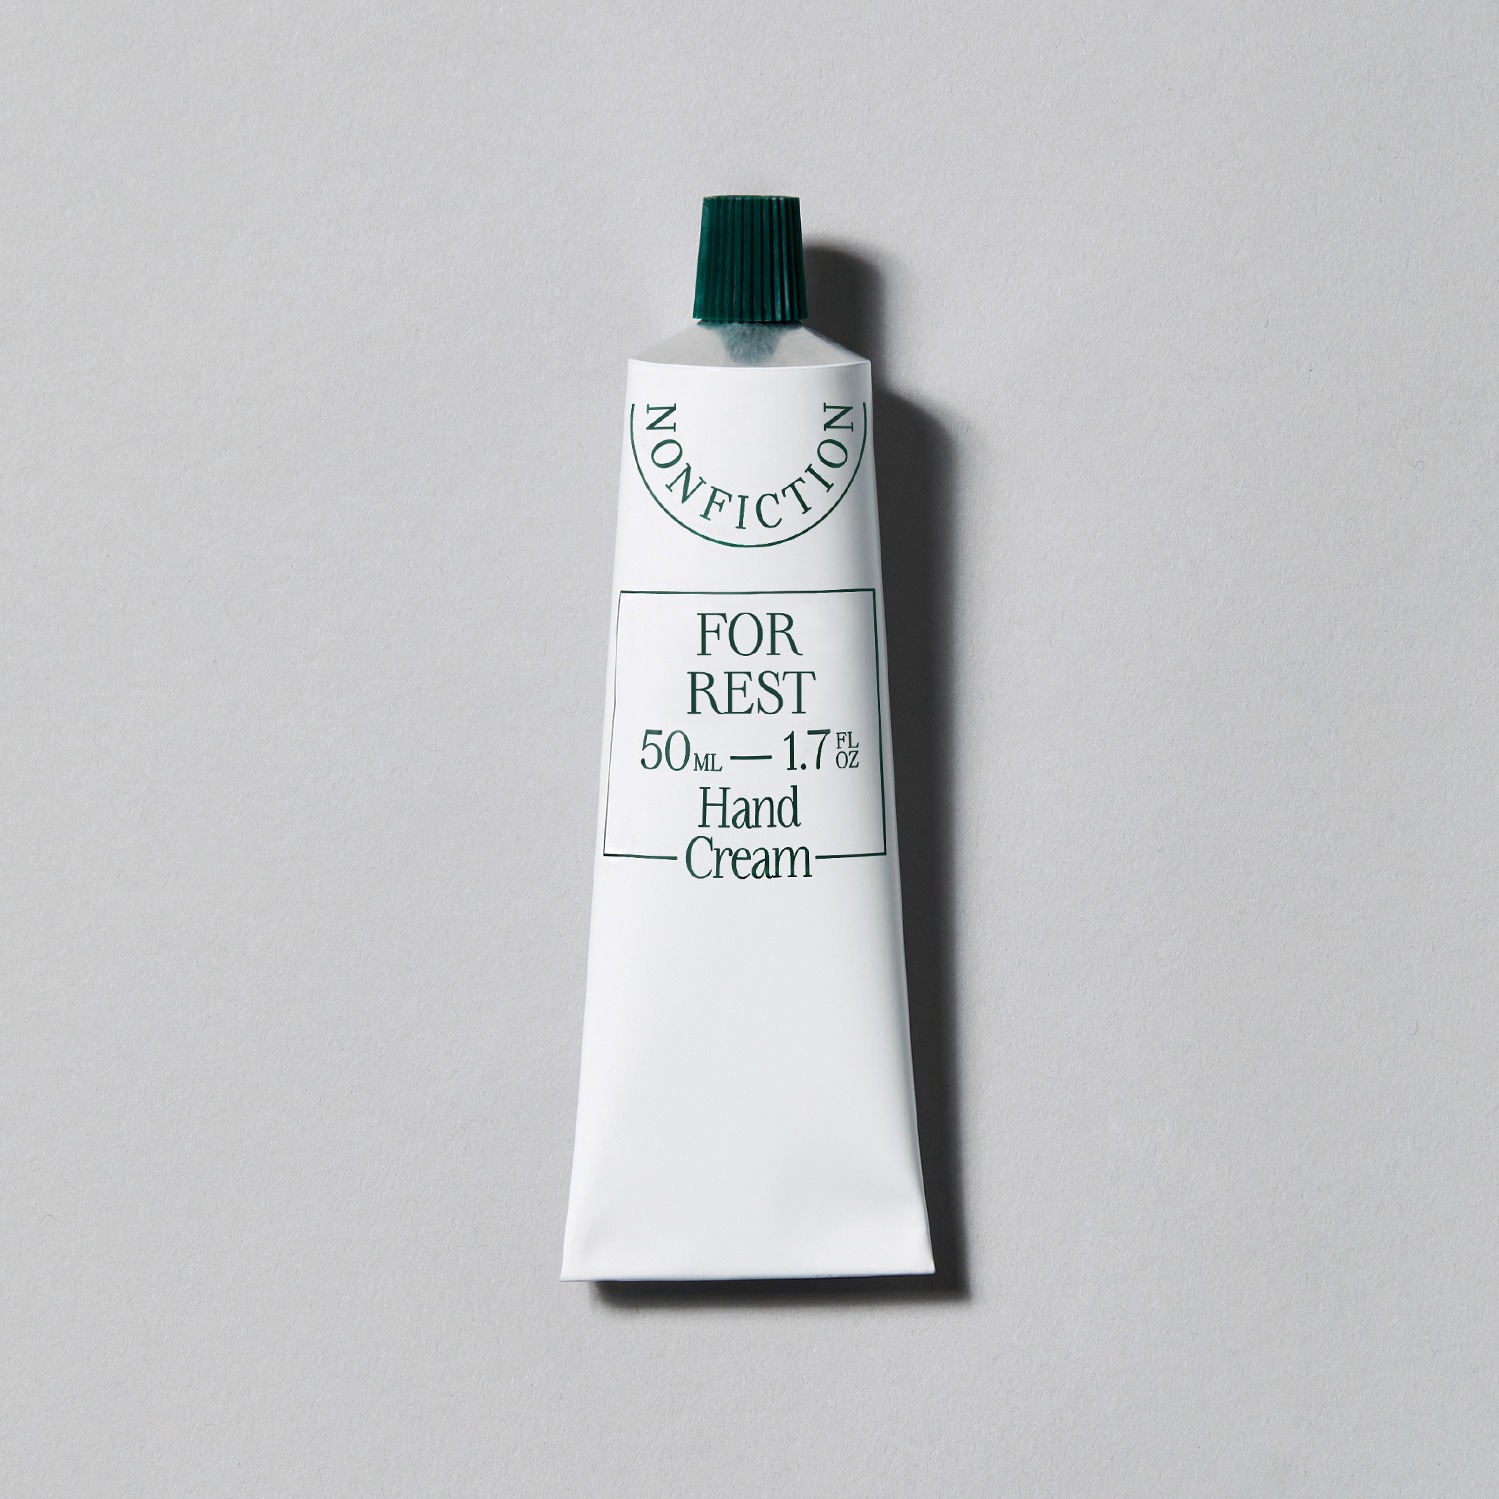 NONFICTION
FOR
REST
50ML — 1.7 FL OZ
Hand
Cream